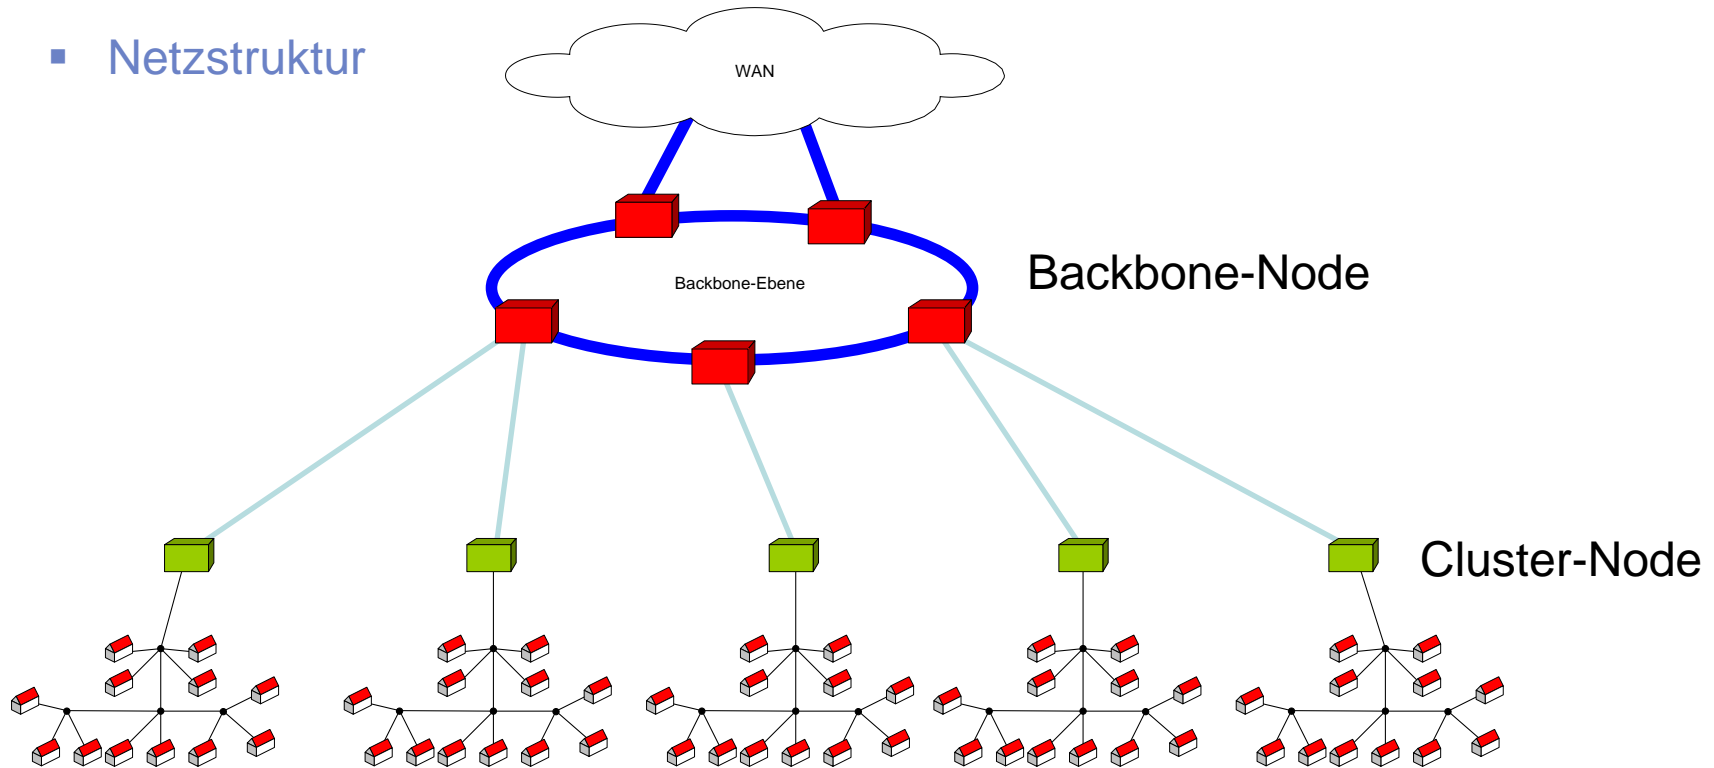 ▪ Netzstruktur
WAN
Backbone-Ebene
Backbone-Node
Cluster-Node